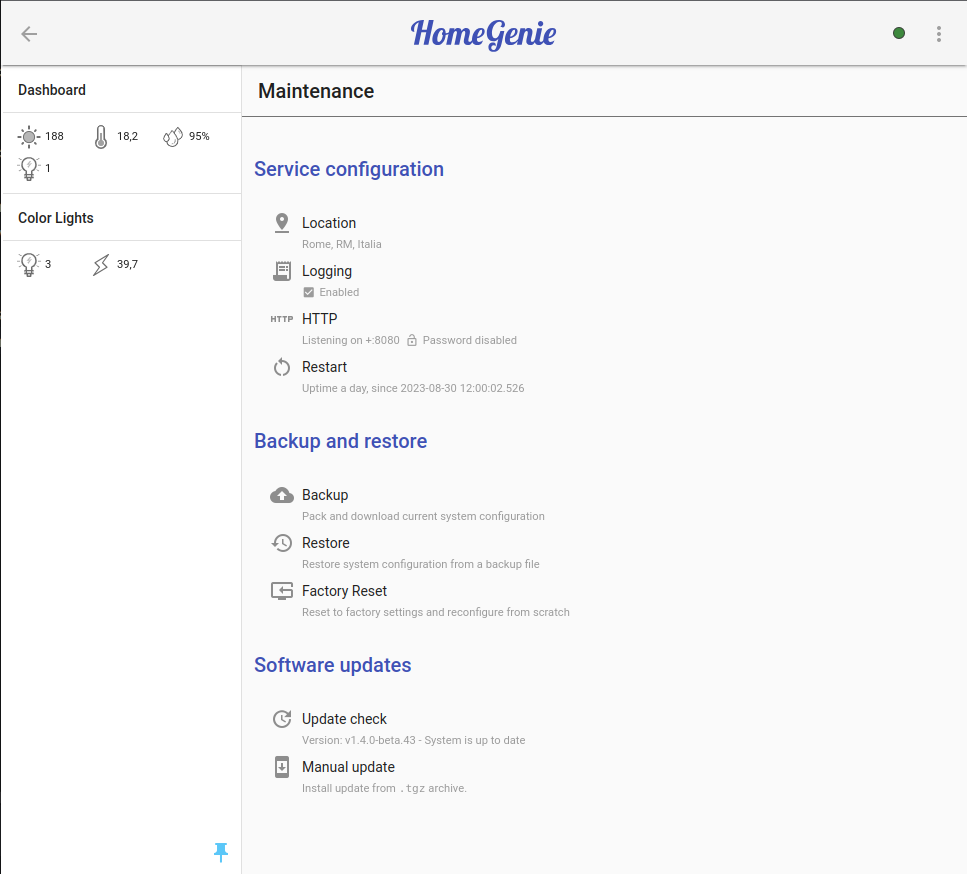 HomeGenie
Dashboard
188 18,2 95%
1
Color Lights
3 39,7
Maintenance
Service configuration
Location
Rome, RM, Italia
Logging
Enabled
HTTP HTTP
Listening on +:8080 Password disabled
Restart
Uptime a day, since 2023-08-30 12:00:02.526
Backup and restore
Backup
Pack and download current system configuration
Restore
Restore system configuration from a backup file
Factory Reset
Reset to factory settings and reconfigure from scratch
Software updates
Update check
Version: v1.4.0-beta.43 - System is up to date
Manual update
Install update from .tgz archive.